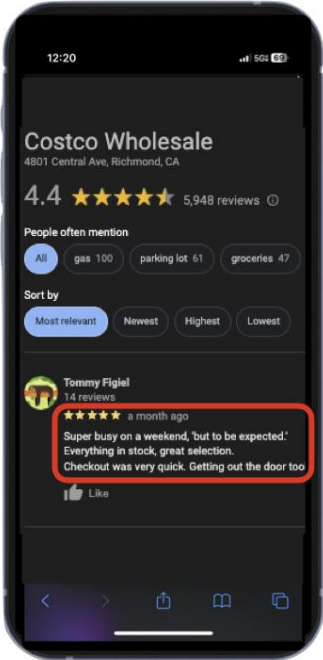 12:20
5G 69
Costco Wholesale
4801 Central Ave, Richmond, CA
4.4 5,948 reviews
People often mention
All gas 100 parking lot 61 groceries 47
Sort by
Most relevant Newest Highest Lowest
Tommy Figiel
14 reviews
a month ago
Super busy on a weekend, 'but to be expected.'
Everything in stock, great selection.
Checkout was very quick. Getting out the door too
Like